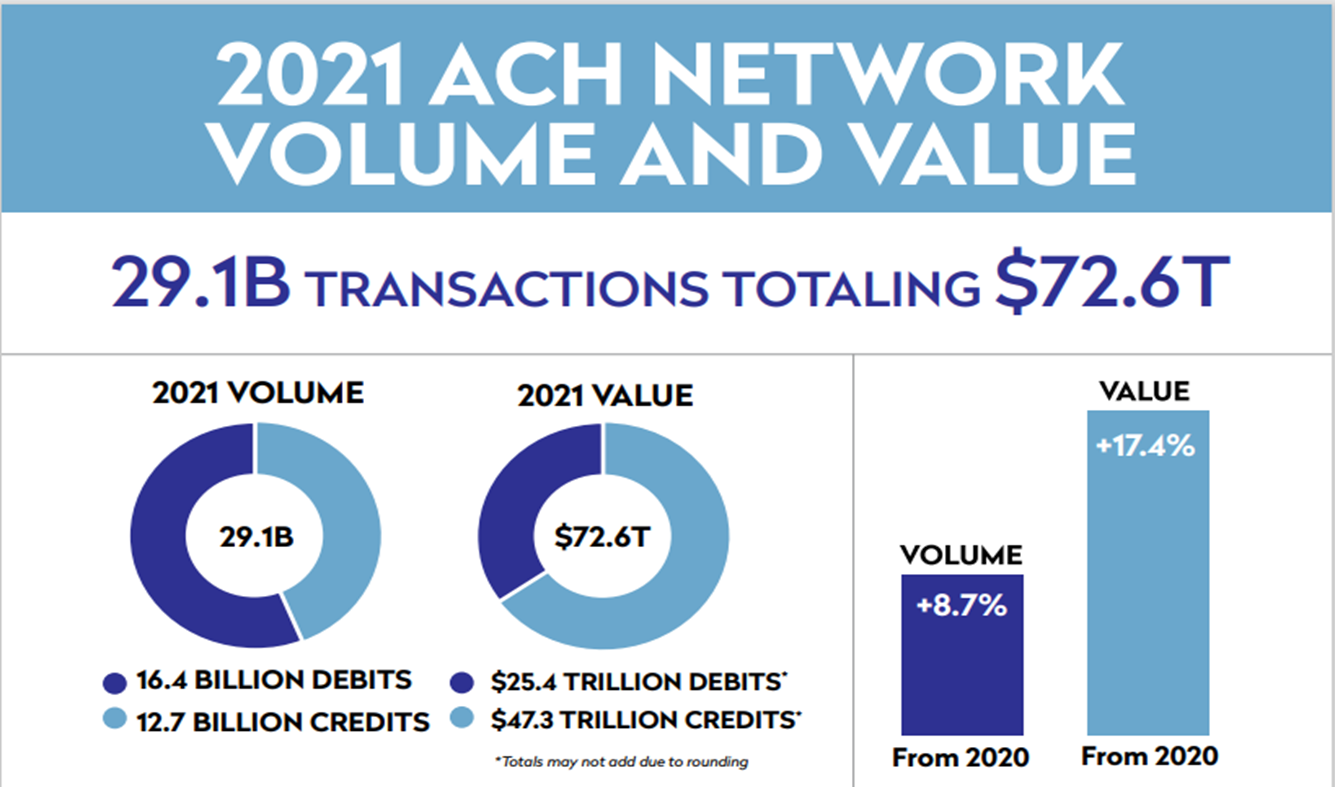 2021 ACH NETWORK
VOLUME AND VALUE
29.1B TRANSACTIONS TOTALING $72.6T
2021 VOLUME
29.1B
16.4 BILLION DEBITS
12.7 BILLION CREDITS
2021 VALUE
$72.6T
$25.4 TRILLION DEBITS*
$47.3 TRILLION CREDITS*
*Totals may not add due to rounding
VOLUME
+8.7%
From 2020
VALUE
+17.4%
From 2020